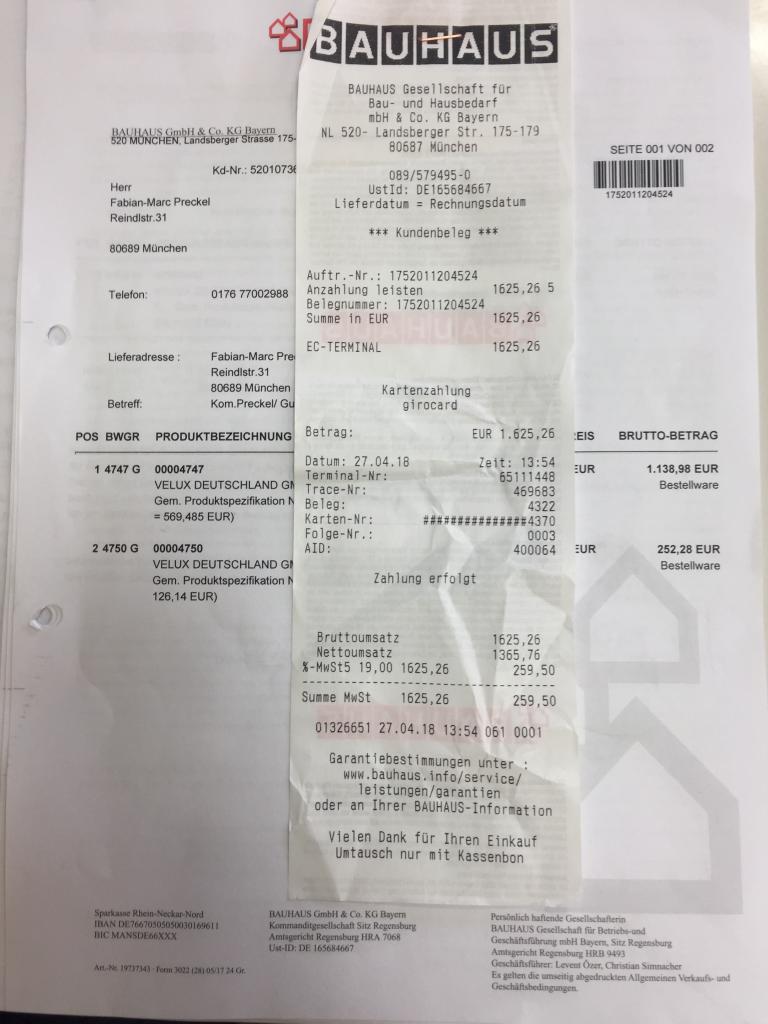 BAUHAUS
BAUHAUS Gesellschaft für
Bau- und Hausbedarf
mbH & Co. KG Bayern
NL 520- Landsberger Str. 175-179
80687 München
089/579495-0
UstId: DE165684667
Lieferdatum = Rechnungsdatum
*** Kundenbeleg ***
Auftr.-Nr.: 1752011204524
Anzahlung leisten 1625,26 5
Belegnummer: 1752011204524
Summe in EUR 1625,26
EC-TERMINAL 1625,26
Kartenzahlung
girocard
Betrag: EUR 1.625,26
Datum: 27.04.18 Zeit: 13:54
Terminal-Nr: 65111448
Trace-Nr: 469683
Beleg: 4322
Karten-Nr: ###############4370
Folge-Nr.: 0003
AID: 400064
Zahlung erfolgt
Bruttoumsatz 1625,26
Nettoumsatz 1365,76
%-MwSt5 19,00 1625,26 259,50
Summe MwSt 1625,26 259,50
01326651 27.04.18 13:54 061 0001
Garantiebestimmungen unter :
www.bauhaus.info/service/
leistungen/garantien
oder an Ihrer BAUHAUS-Information
Vielen Dank für Ihren Einkauf
Umtausch nur mit Kassenbon
BAUHAUS GmbH & Co. KG Bayern
520 MÜNCHEN, Landsberger Strasse 175-
SEITE 001 VON 002
1752011204524
Kd-Nr.: 5201073
Herr
Fabian-Marc Preckel
Reindlstr.31
80689 München
Telefon: 0176 77002988
Lieferadresse : Fabian-Marc Pre
Reindlstr.31
80689 München
Betreff: Kom.Preckel/ Gu
POS BWGR PRODUKTBEZEICHNUNG EIS BRUTTO-BETRAG
1 4747 G 00004747 EUR 1.138,98 EUR
VELUX DEUTSCHLAND GM Bestellware
Gem. Produktspezifikation N
= 569,485 EUR)
2 4750 G 00004750 EUR 252,28 EUR
VELUX DEUTSCHLAND GM Bestellware
Gem. Produktspezifikation N
126,14 EUR)
Sparkasse Rhein-Neckar-Nord
IBAN DE76670505050030169611
BIC MANSDE66XXX
Art.-Nr. 19737343 - Form 3022 (28) 05/17 24 Gr.
BAUHAUS GmbH & Co. KG Bayern
Kommanditgesellschaft Sitz Regensburg
Amtsgericht Regensburg HRA 7068
Ust-ID: DE 165684667
Persönlich haftende Gesellschafterin
BAUHAUS Gesellschaft für Betriebs-und
Geschäftsführung mbH Bayern, Sitz Regensburg
Amtsgericht Regensburg HRB 9493
Geschäftsführer: Levent Özer, Christian Simnacher
Es gelten die umseitig abgedruckten Allgemeinen Verkaufs- und
Geschäftsbedingungen.